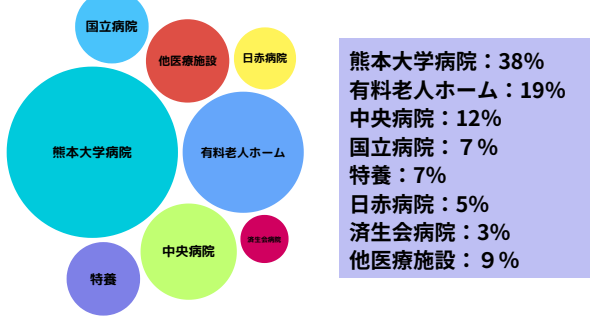 国立病院
他医療施設
日赤病院
熊本大学病院
有料老人ホーム
中央病院
済生会病院
特養
熊本大学病院：38%
有料老人ホーム：19%
中央病院：12%
国立病院：７％
特養：7%
日赤病院：5%
済生会病院：3%
他医療施設：９％